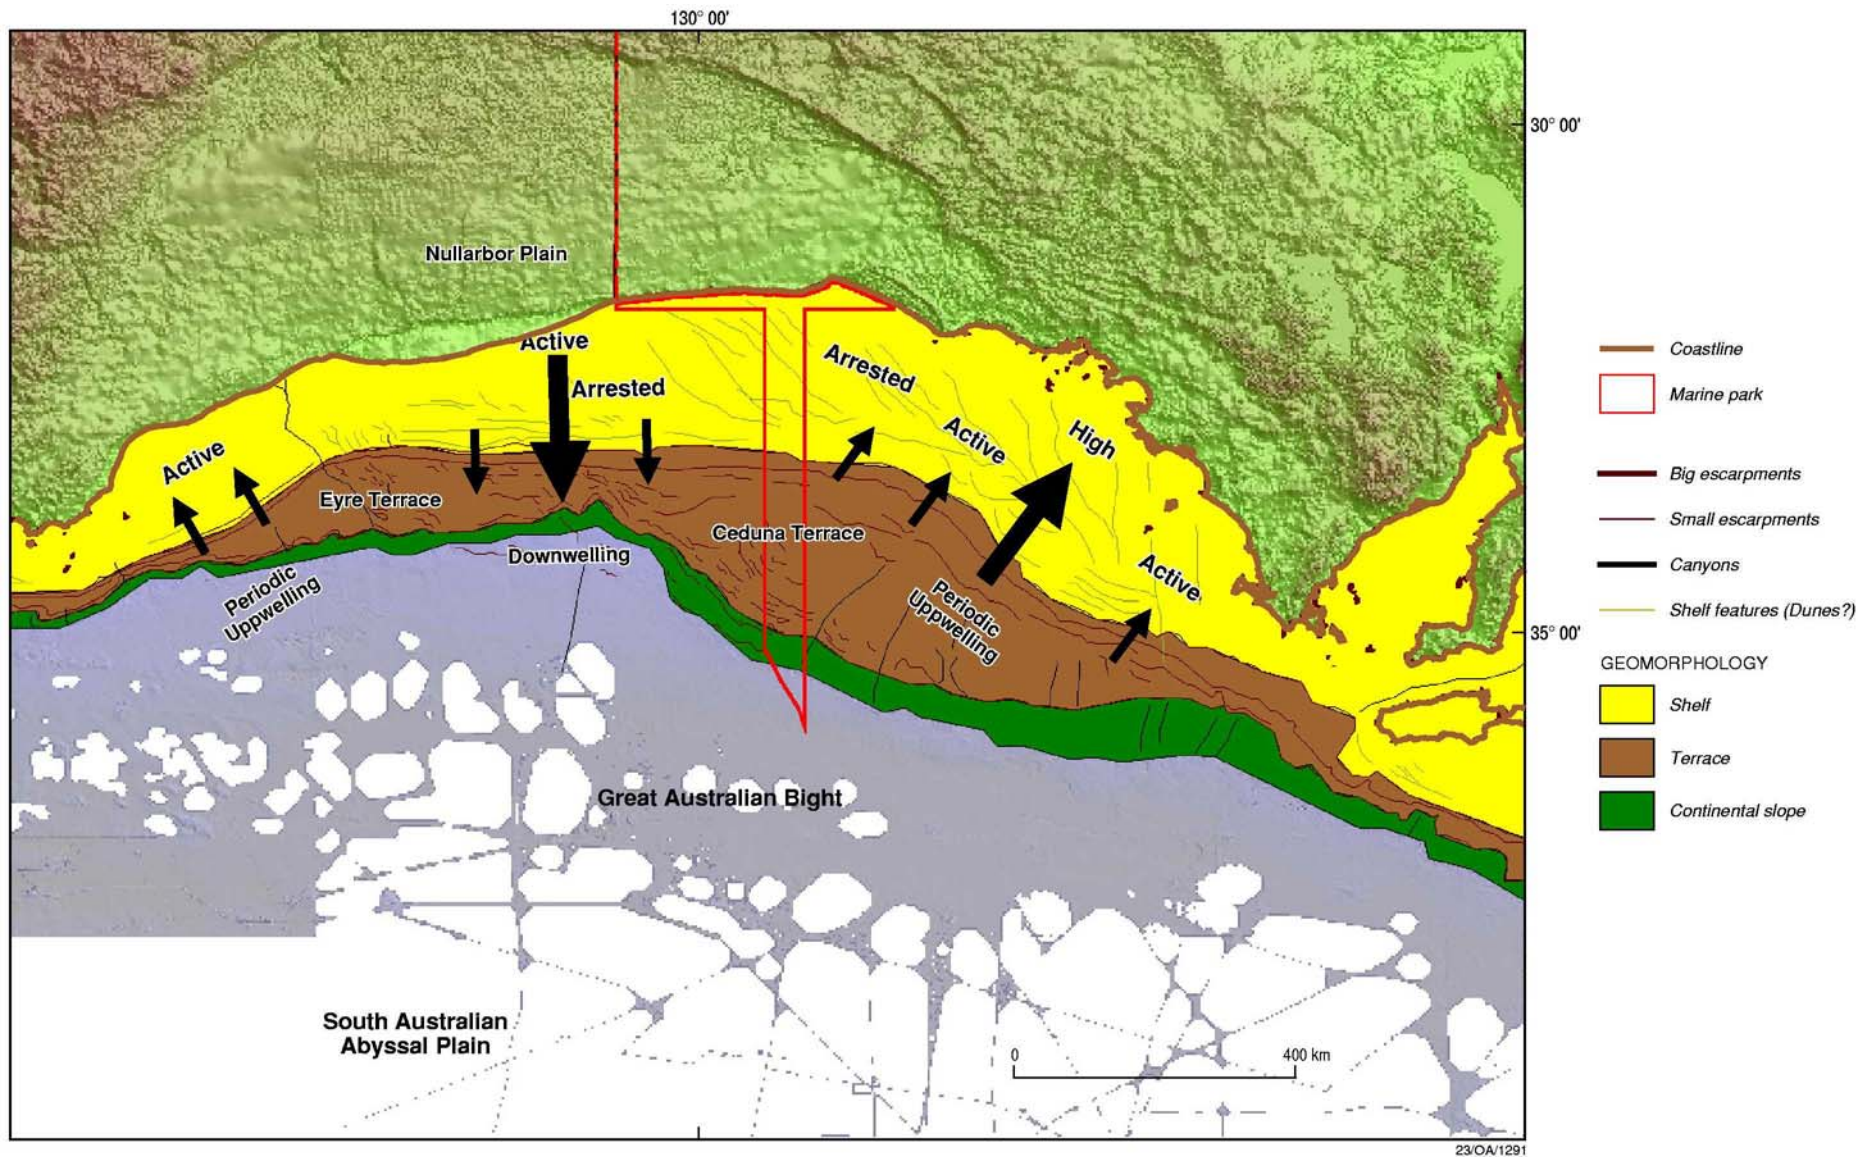 130° 00'
30° 00'
Nullarbor Plain
Active
Arrested
Arrested
Active
High
Active
Eyre Terrace
Ceduna Terrace
Downwelling
Periodic
Uppwelling
Periodic
Uppwelling
Active
35° 00'
Great Australian Bight
South Australian
Abyssal Plain
0
400 km
23/OA/1291
Coastline
Marine park
Big escarpments
Small escarpments
Canyons
Shelf features (Dunes?)
GEOMORPHOLOGY
Shelf
Terrace
Continental slope